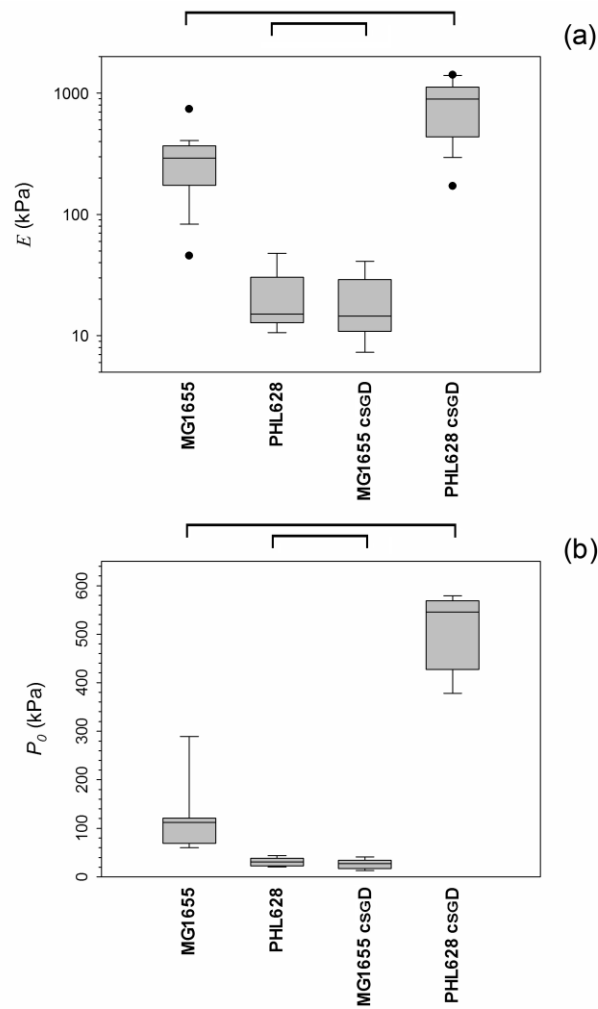 (a)
1000
100
10
E (kPa)
MG1655
PHL628
MG1655 CSGD
PHL628 CSGD
(b)
600
500
400
300
200
100
0
P0 (kPa)
MG1655
PHL628
MG1655 CSGD
PHL628 CSGD